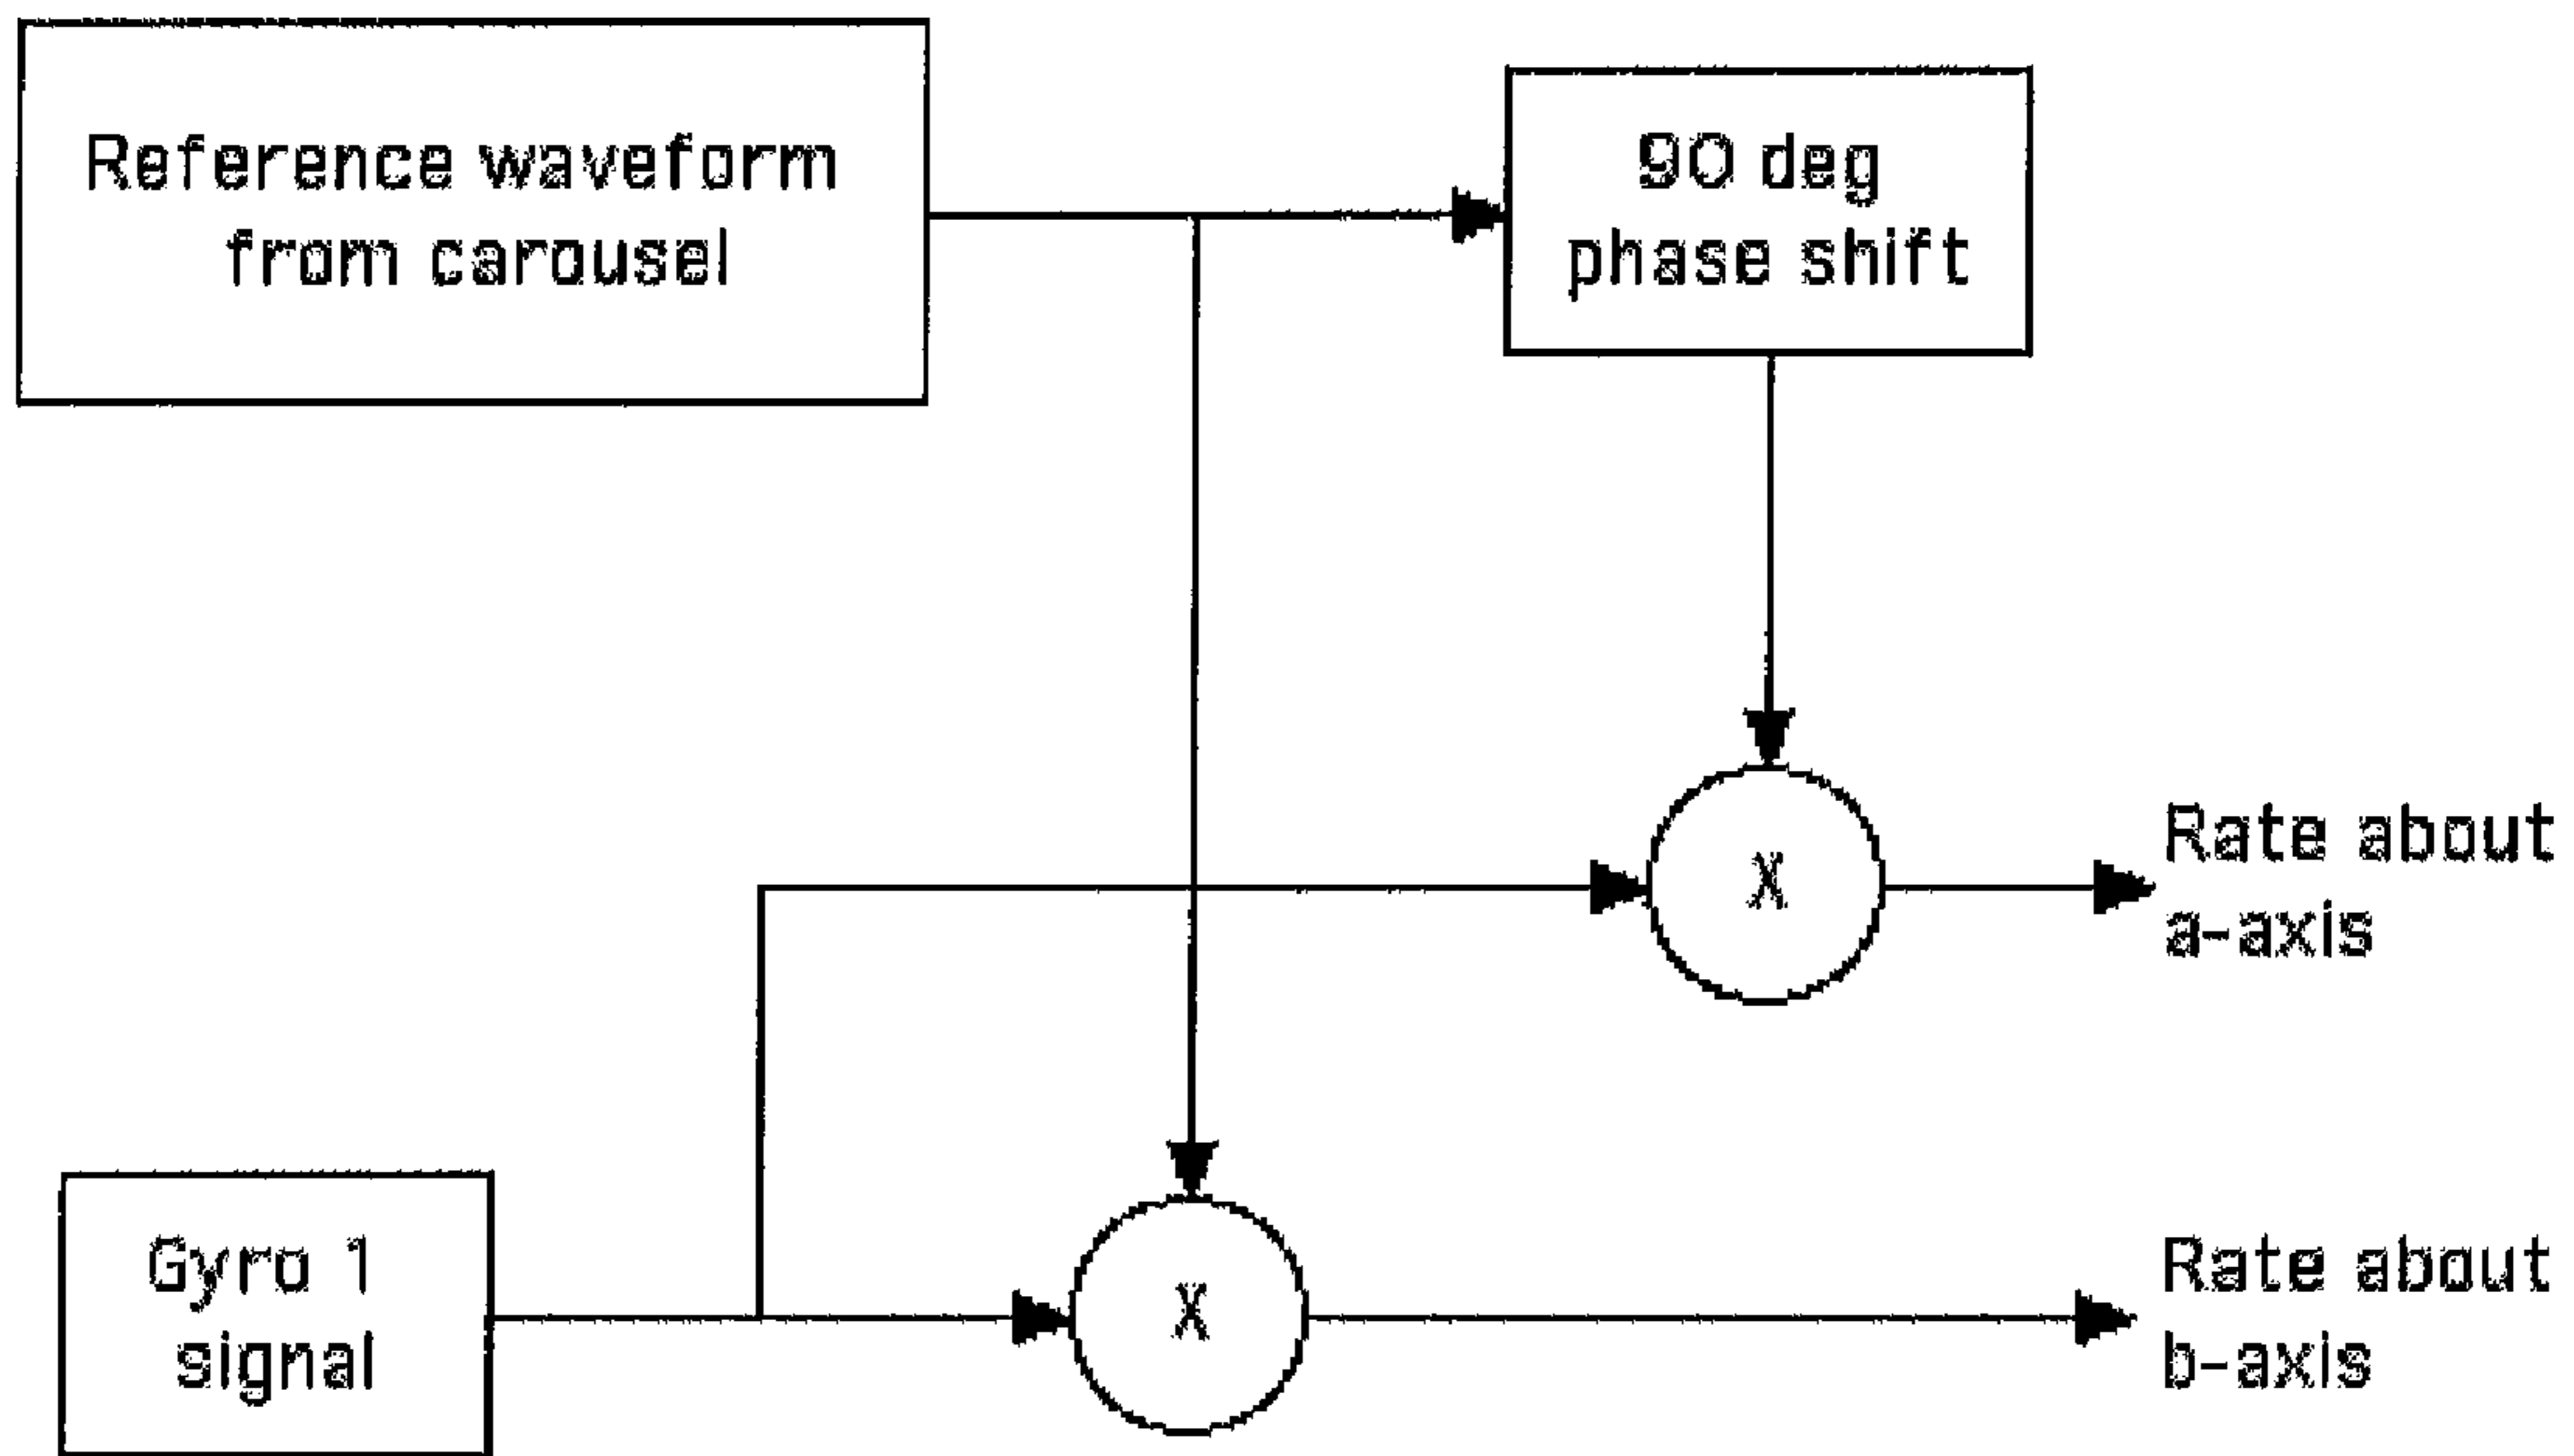 Reference waveform
from carousel
90 deg
phase shift
X
Rate about
a-axis
Gyro 1
signal
X
Rate about
b-axis